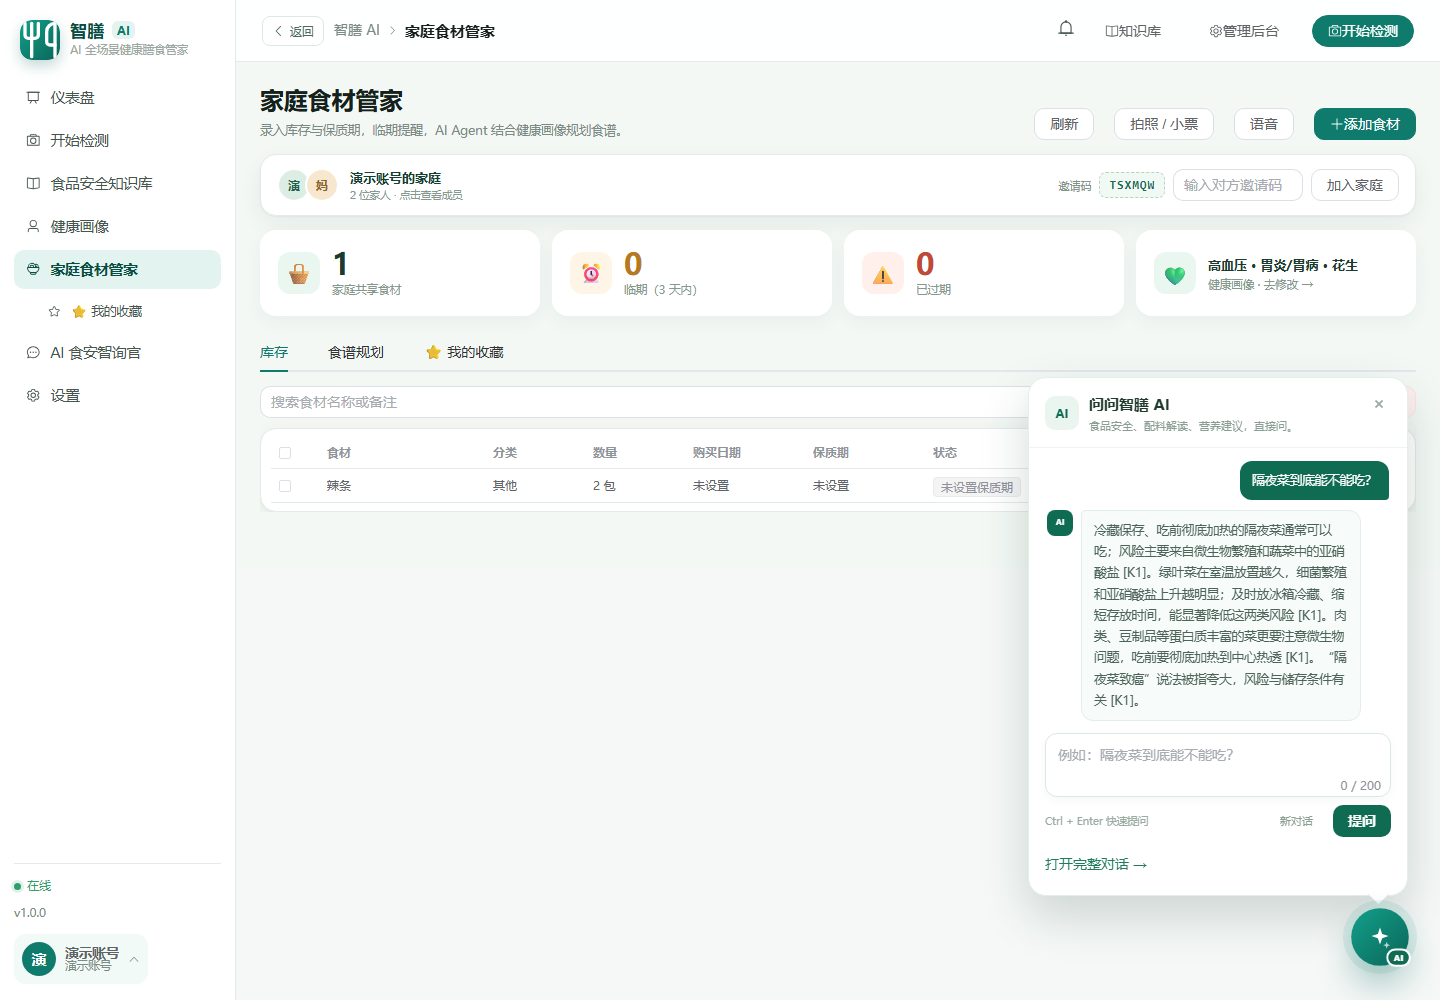 智膳 AI
AI 全场景健康膳食管家
仪表盘
开始检测
食品安全知识库
健康画像
家庭食材管家
我的收藏
AI 食安智询官
设置
在线
v1.0.0
演 演示账号
演示账号
返回 智膳 AI 家庭食材管家
知识库 管理后台 开始检测
家庭食材管家
录入库存与保质期，临期提醒，AI Agent 结合健康画像规划食谱。
刷新 拍照 / 小票 语音 +添加食材
演 妈 演示账号的家庭
2 位家人 · 点击查看成员
邀请码 TSXMQW 输入对方邀请码 加入家庭
1
家庭共享食材
0
临期（3 天内）
0
已过期
高血压 • 胃炎/胃病 • 花生
健康画像 · 去修改 →
库存 食谱规划 我的收藏
搜索食材名称或备注
食材 分类 数量 购买日期 保质期 状态
辣条 其他 2 包 未设置 未设置 未设置保质期
AI 问问智膳 AI ×
食品安全、配料解读、营养建议，直接问。
隔夜菜到底能不能吃？
AI
冷藏保存、吃前彻底加热的隔夜菜通常可以
吃；风险主要来自微生物繁殖和蔬菜中的亚硝
酸盐 [K1]。绿叶菜在室温放置越久，细菌繁殖
和亚硝酸盐上升越明显；及时放冰箱冷藏、缩
短存放时间，能显著降低这两类风险 [K1]。肉
类、豆制品等蛋白质丰富的菜更要注意微生物
问题，吃前要彻底加热到中心热透 [K1]。“隔
夜菜致癌”说法被指夸大，风险与储存条件有
关 [K1]。
例如：隔夜菜到底能不能吃？
0 / 200
Ctrl + Enter 快速提问 新对话 提问
打开完整对话 →
AI